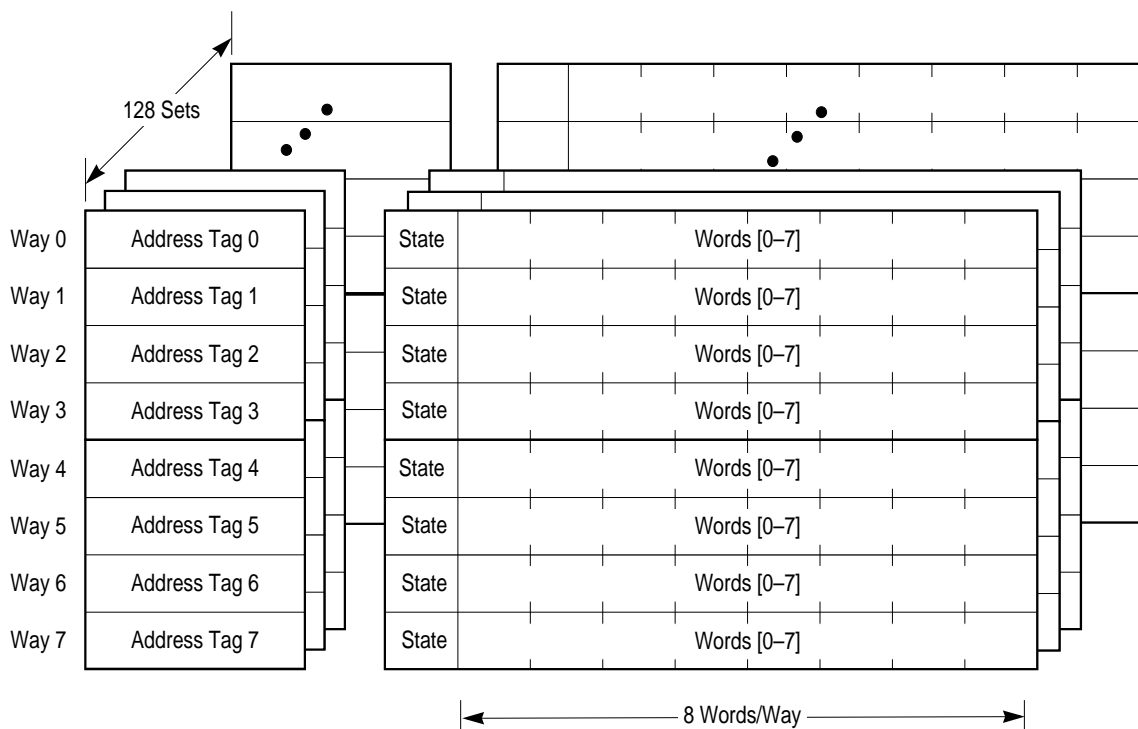 128 Sets
Way 0 Address Tag 0 State Words [0–7]
Way 1 Address Tag 1 State Words [0–7]
Way 2 Address Tag 2 State Words [0–7]
Way 3 Address Tag 3 State Words [0–7]
Way 4 Address Tag 4 State Words [0–7]
Way 5 Address Tag 5 State Words [0–7]
Way 6 Address Tag 6 State Words [0–7]
Way 7 Address Tag 7 State Words [0–7]
8 Words/Way